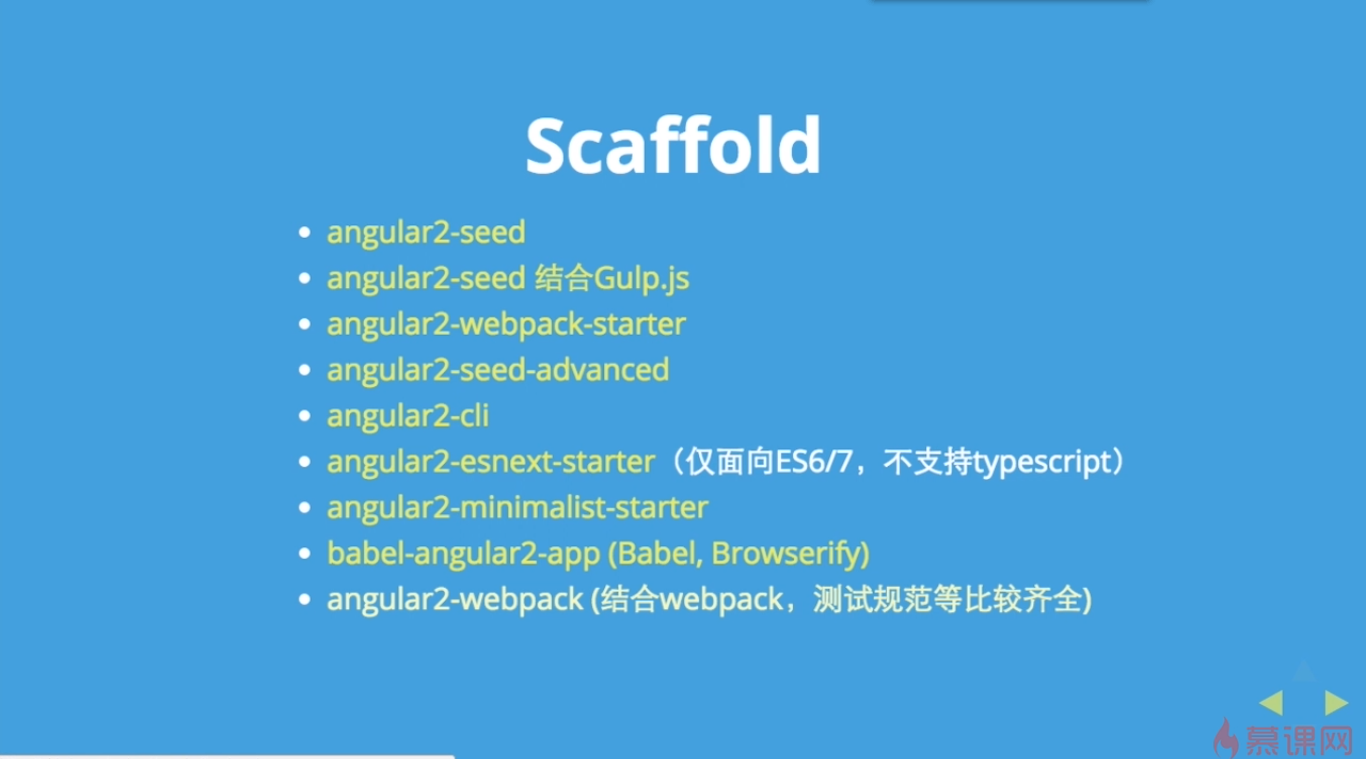 Scaffold
angular2-seed
angular2-seed 结合Gulp.js
angular2-webpack-starter
angular2-seed-advanced
angular2-cli
angular2-esnext-starter（仅面向ES6/7，不支持typescript）
angular2-minimalist-starter
babel-angular2-app (Babel, Browserify)
angular2-webpack (结合webpack，测试规范等比较齐全)
慕课网